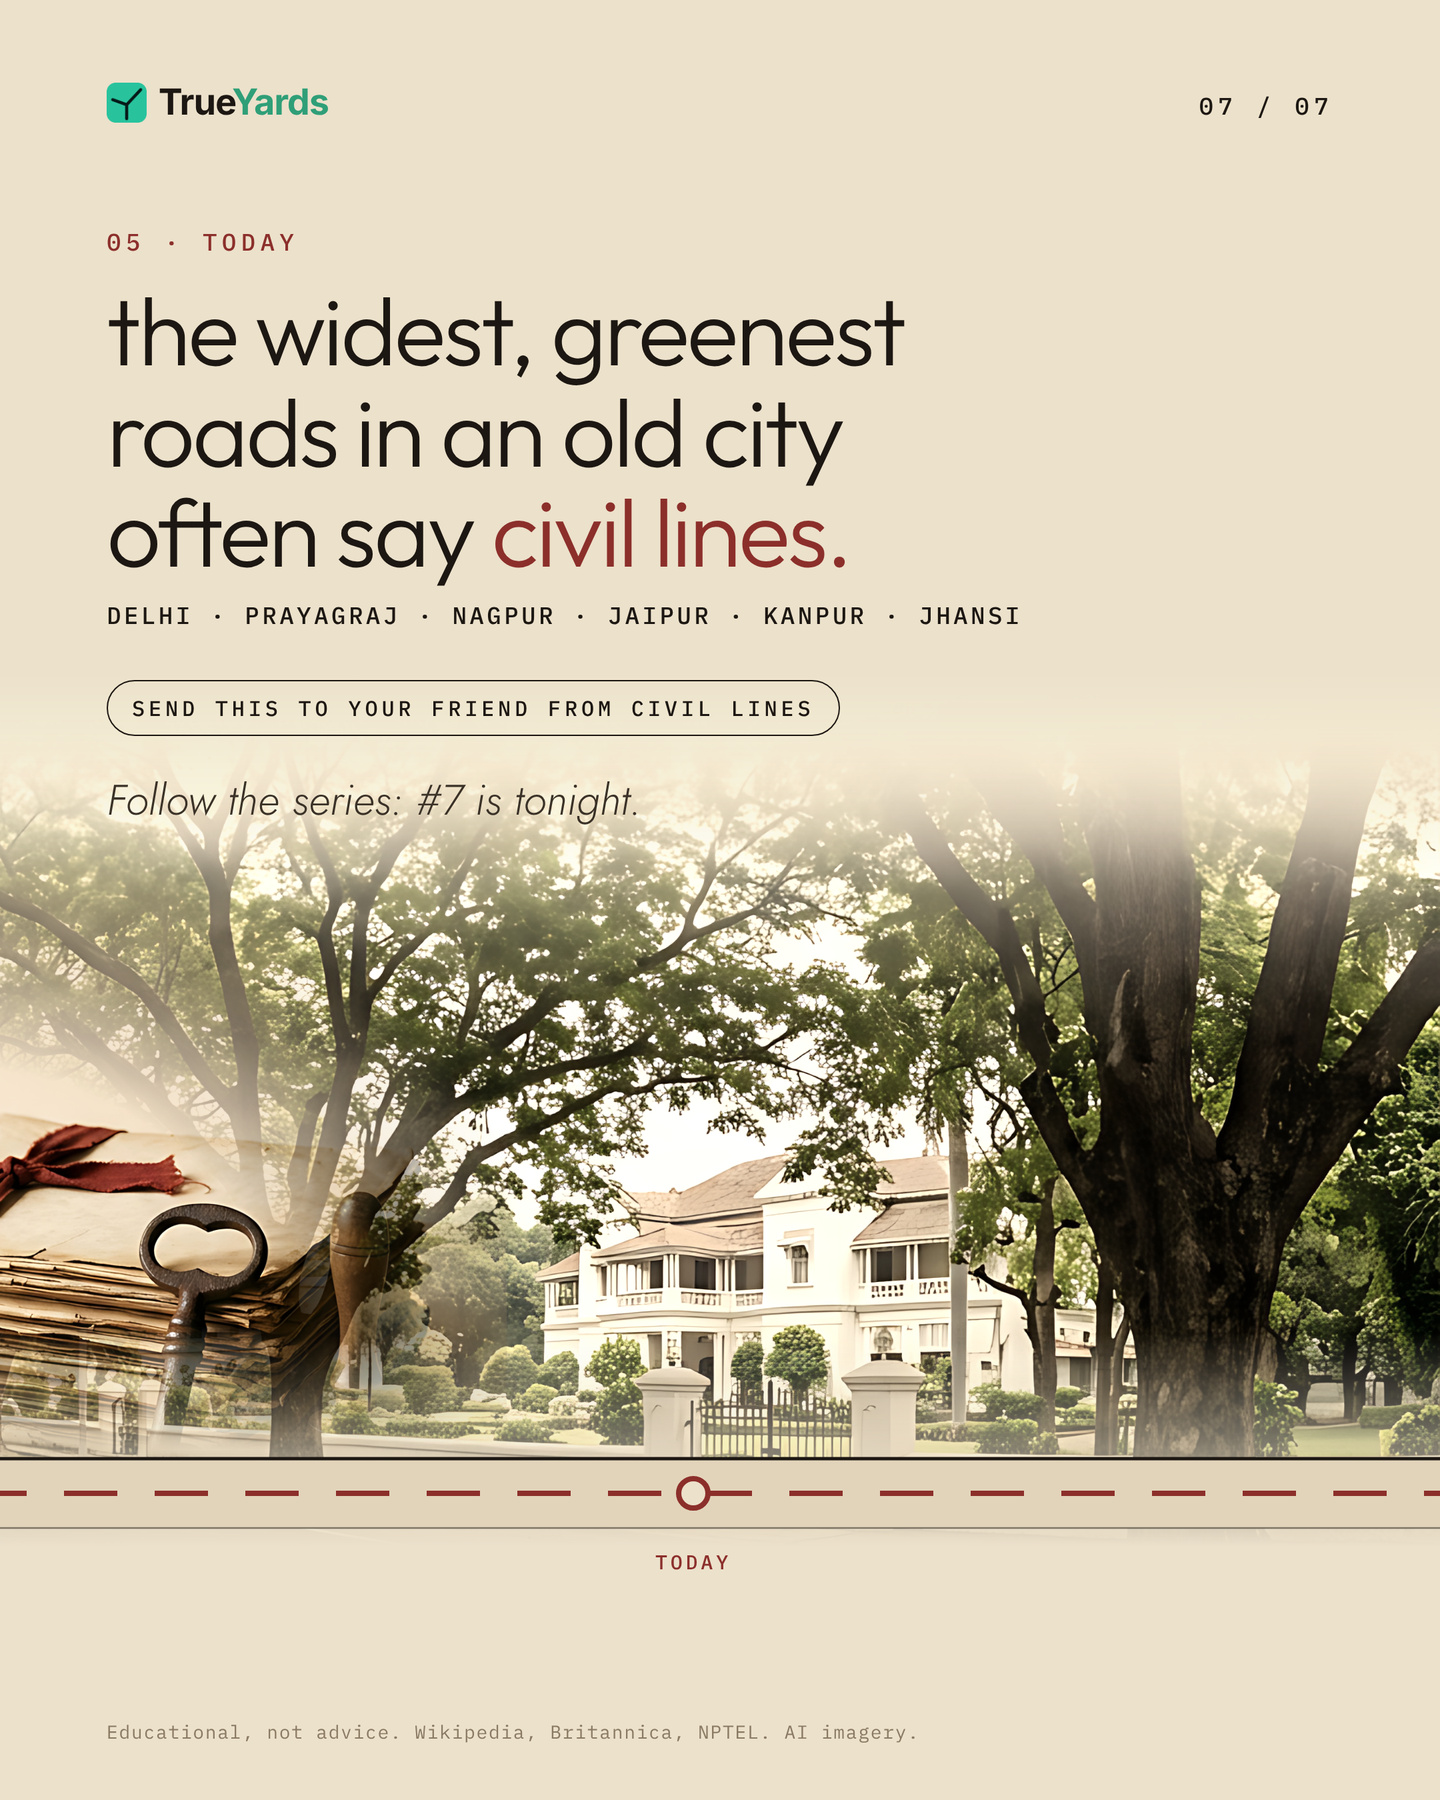 TrueYards
07 / 07
05 · TODAY
the widest, greenest
roads in an old city
often say civil lines.
DELHI · PRAYAGRAJ · NAGPUR · JAIPUR · KANPUR · JHANSI
SEND THIS TO YOUR FRIEND FROM CIVIL LINES
Follow the series: #7 is tonight.
TODAY
Educational, not advice. Wikipedia, Britannica, NPTEL. AI imagery.